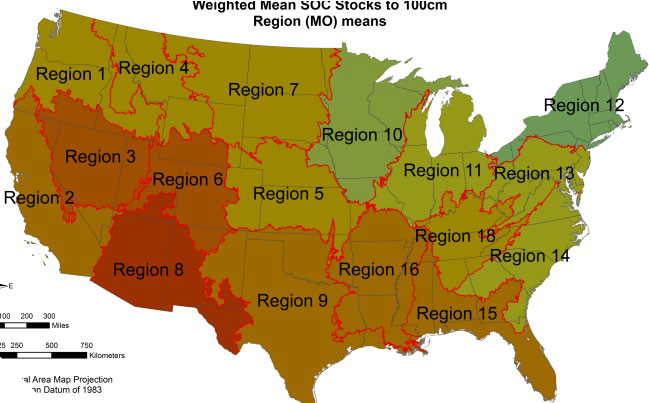 Weighted Mean SOC Stocks to 100cm
Region (MO) means
Region 1
Region 4
Region 7
Region 12
Region 10
Region 3
Region 6
Region 11
Region 13
Region 2
Region 5
Region 18
Region 14
Region 8
Region 16
Region 9
Region 15
E
100 200 300
Miles
25 250 500 750
Kilometers
Area Map Projection
Datum of 1983